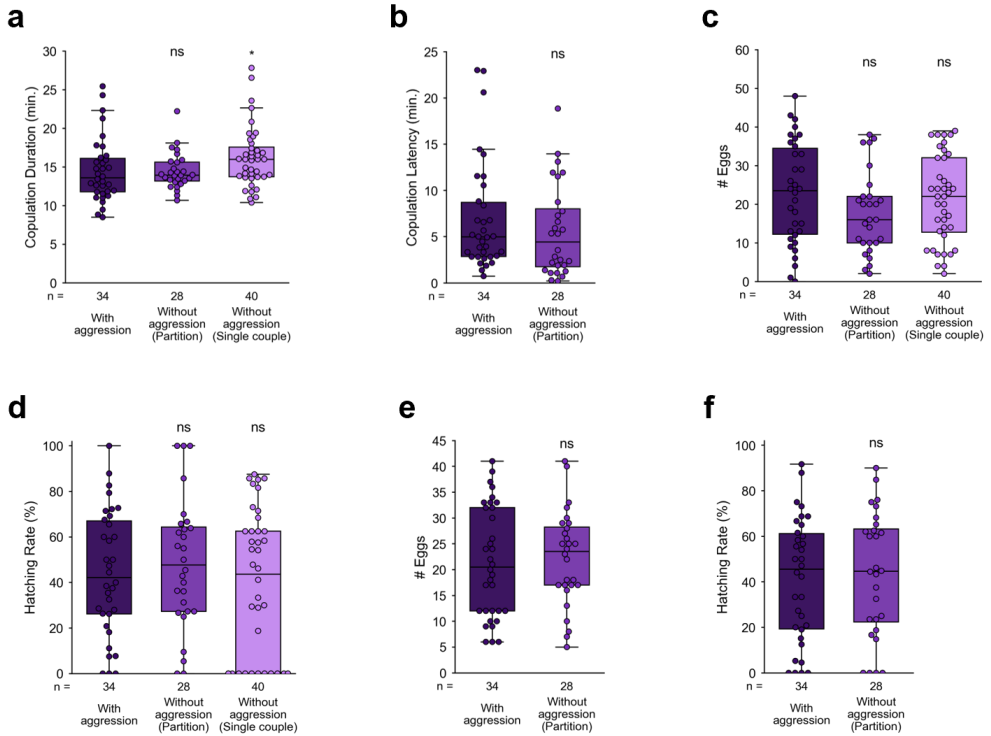 a
Copulation Duration (min.)
30
25
20
15
10
5
0
ns
*
n =
34
28
40
With
aggression
Without
aggression
(Partition)
Without
aggression
(Single couple)
b
Copulation Latency (min.)
25
20
15
10
5
0
ns
n =
34
28
With
aggression
Without
aggression
(Partition)
c
# Eggs
60
50
40
30
20
10
0
ns
ns
n =
34
28
40
With
aggression
Without
aggression
(Partition)
Without
aggression
(Single couple)
d
Hatching Rate (%)
100
80
60
40
20
0
ns
ns
n =
34
28
40
With
aggression
Without
aggression
(Partition)
Without
aggression
(Single couple)
e
# Eggs
45
40
35
30
25
20
15
10
5
0
ns
n =
34
28
With
aggression
Without
aggression
(Partition)
f
Hatching Rate (%)
100
80
60
40
20
0
ns
n =
34
28
With
aggression
Without
aggression
(Partition)